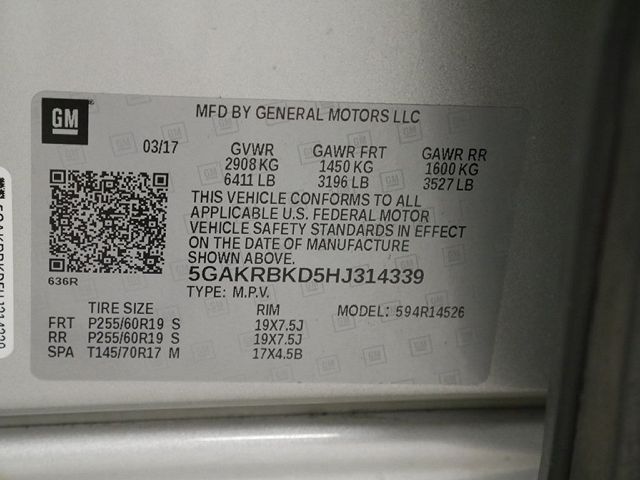 GM
MFD BY GENERAL MOTORS LLC
03/17 GVWR GAWR FRT GAWR RR
2908 KG 1450 KG 1600 KG
6411 LB 3196 LB 3527 LB
THIS VEHICLE CONFORMS TO ALL
APPLICABLE U.S. FEDERAL MOTOR
VEHICLE SAFETY STANDARDS IN EFFECT
ON THE DATE OF MANUFACTURE
SHOWN ABOVE.
636R
5GAKRBKD5HJ314339
TYPE: M.P.V. MODEL: 594R14526
TIRE SIZE RIM
FRT P255/60R19 S 19X7.5J
RR P255/60R19 S 19X7.5J
SPA T145/70R17 M 17X4.5B